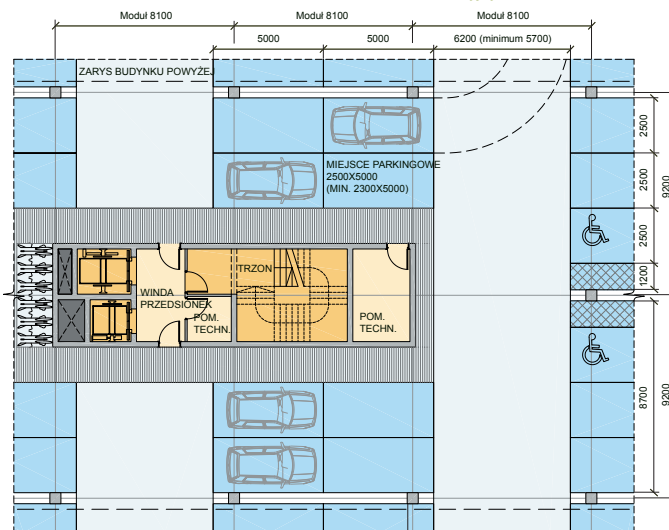 Moduł 8100
Moduł 8100
Moduł 8100
5000
5000
6200 (minimum 5700)
ZARYS BUDYNKU POWYŻEJ
2500
MIEJSCE PARKINGOWE
2500X5000
(MIN. 2300X5000)
2500
9200
2500
1200
TRZON
WINDA
PRZEDSIONEK
POM.
TECHN.
POM.
TECHN.
8700
9200